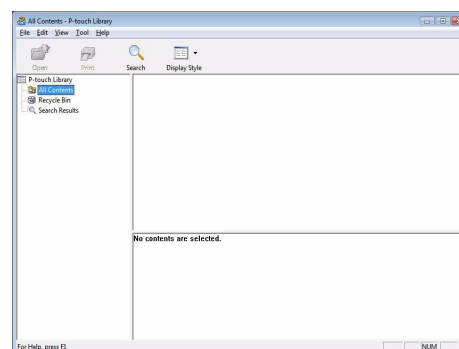 All Contents - P-touch Library
File Edit View Tool Help
Open Print Search Display Style
P-touch Library
All Contents
Recycle Bin
Search Results
No contents are selected.
For Help, press F1
NUM